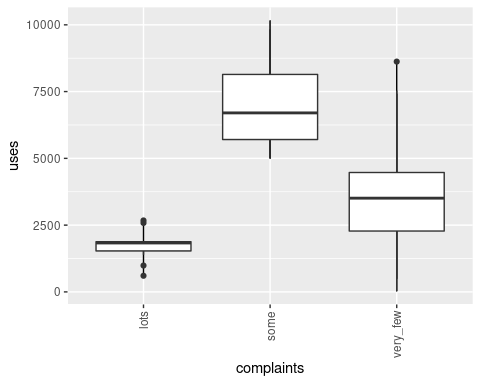 10000
7500
5000
2500
0
uses
lots
some
very_few
complaints